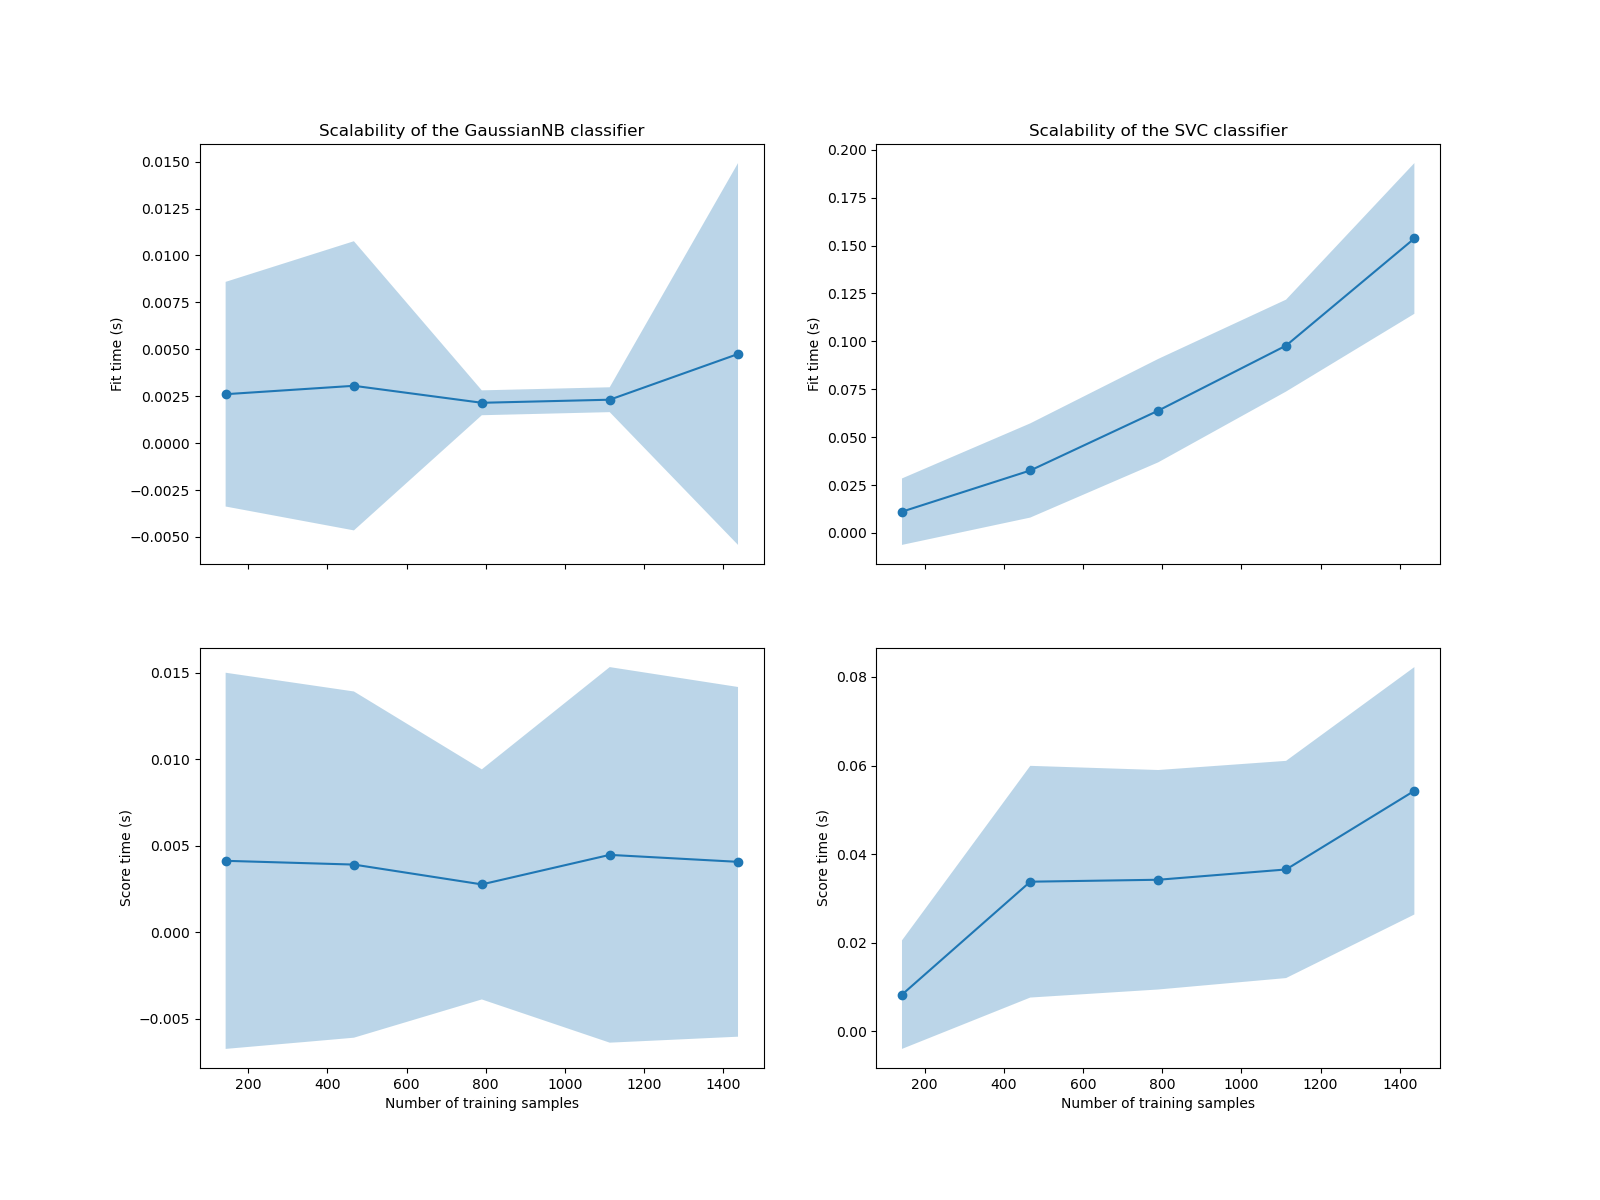 Scalability of the GaussianNB classifier
0.0150
0.0125
0.0100
0.0075
0.0050
0.0025
0.0000
−0.0025
−0.0050
Fit time (s)
Scalability of the SVC classifier
0.200
0.175
0.150
0.125
0.100
0.075
0.050
0.025
0.000
Fit time (s)
0.015
0.010
0.005
0.000
−0.005
Score time (s)
200 400 600 800 1000 1200 1400
Number of training samples
0.08
0.06
0.04
0.02
0.00
Score time (s)
200 400 600 800 1000 1200 1400
Number of training samples